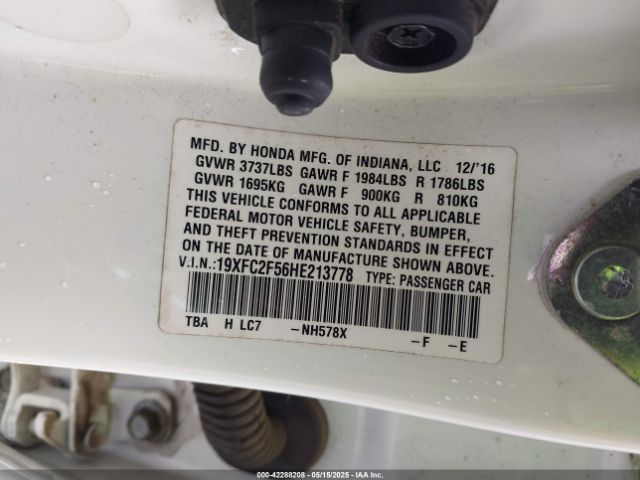 MFD. BY HONDA MFG. OF INDIANA, LLC 12/'16
GVWR 3737LBS GAWR F 1984LBS R 1786LBS
GVWR 1695KG GAWR F 900KG R 810KG
THIS VEHICLE CONFORMS TO ALL APPLICABLE
FEDERAL MOTOR VEHICLE SAFETY, BUMPER,
AND THEFT PREVENTION STANDARDS IN EFFECT
ON THE DATE OF MANUFACTURE SHOWN ABOVE.
V.I.N.:19XFC2F56HE213778 TYPE: PASSENGER CAR
TBA H LC7 -NH578X -F -E
000-42288208 - 05/15/2025 - IAA Inc.